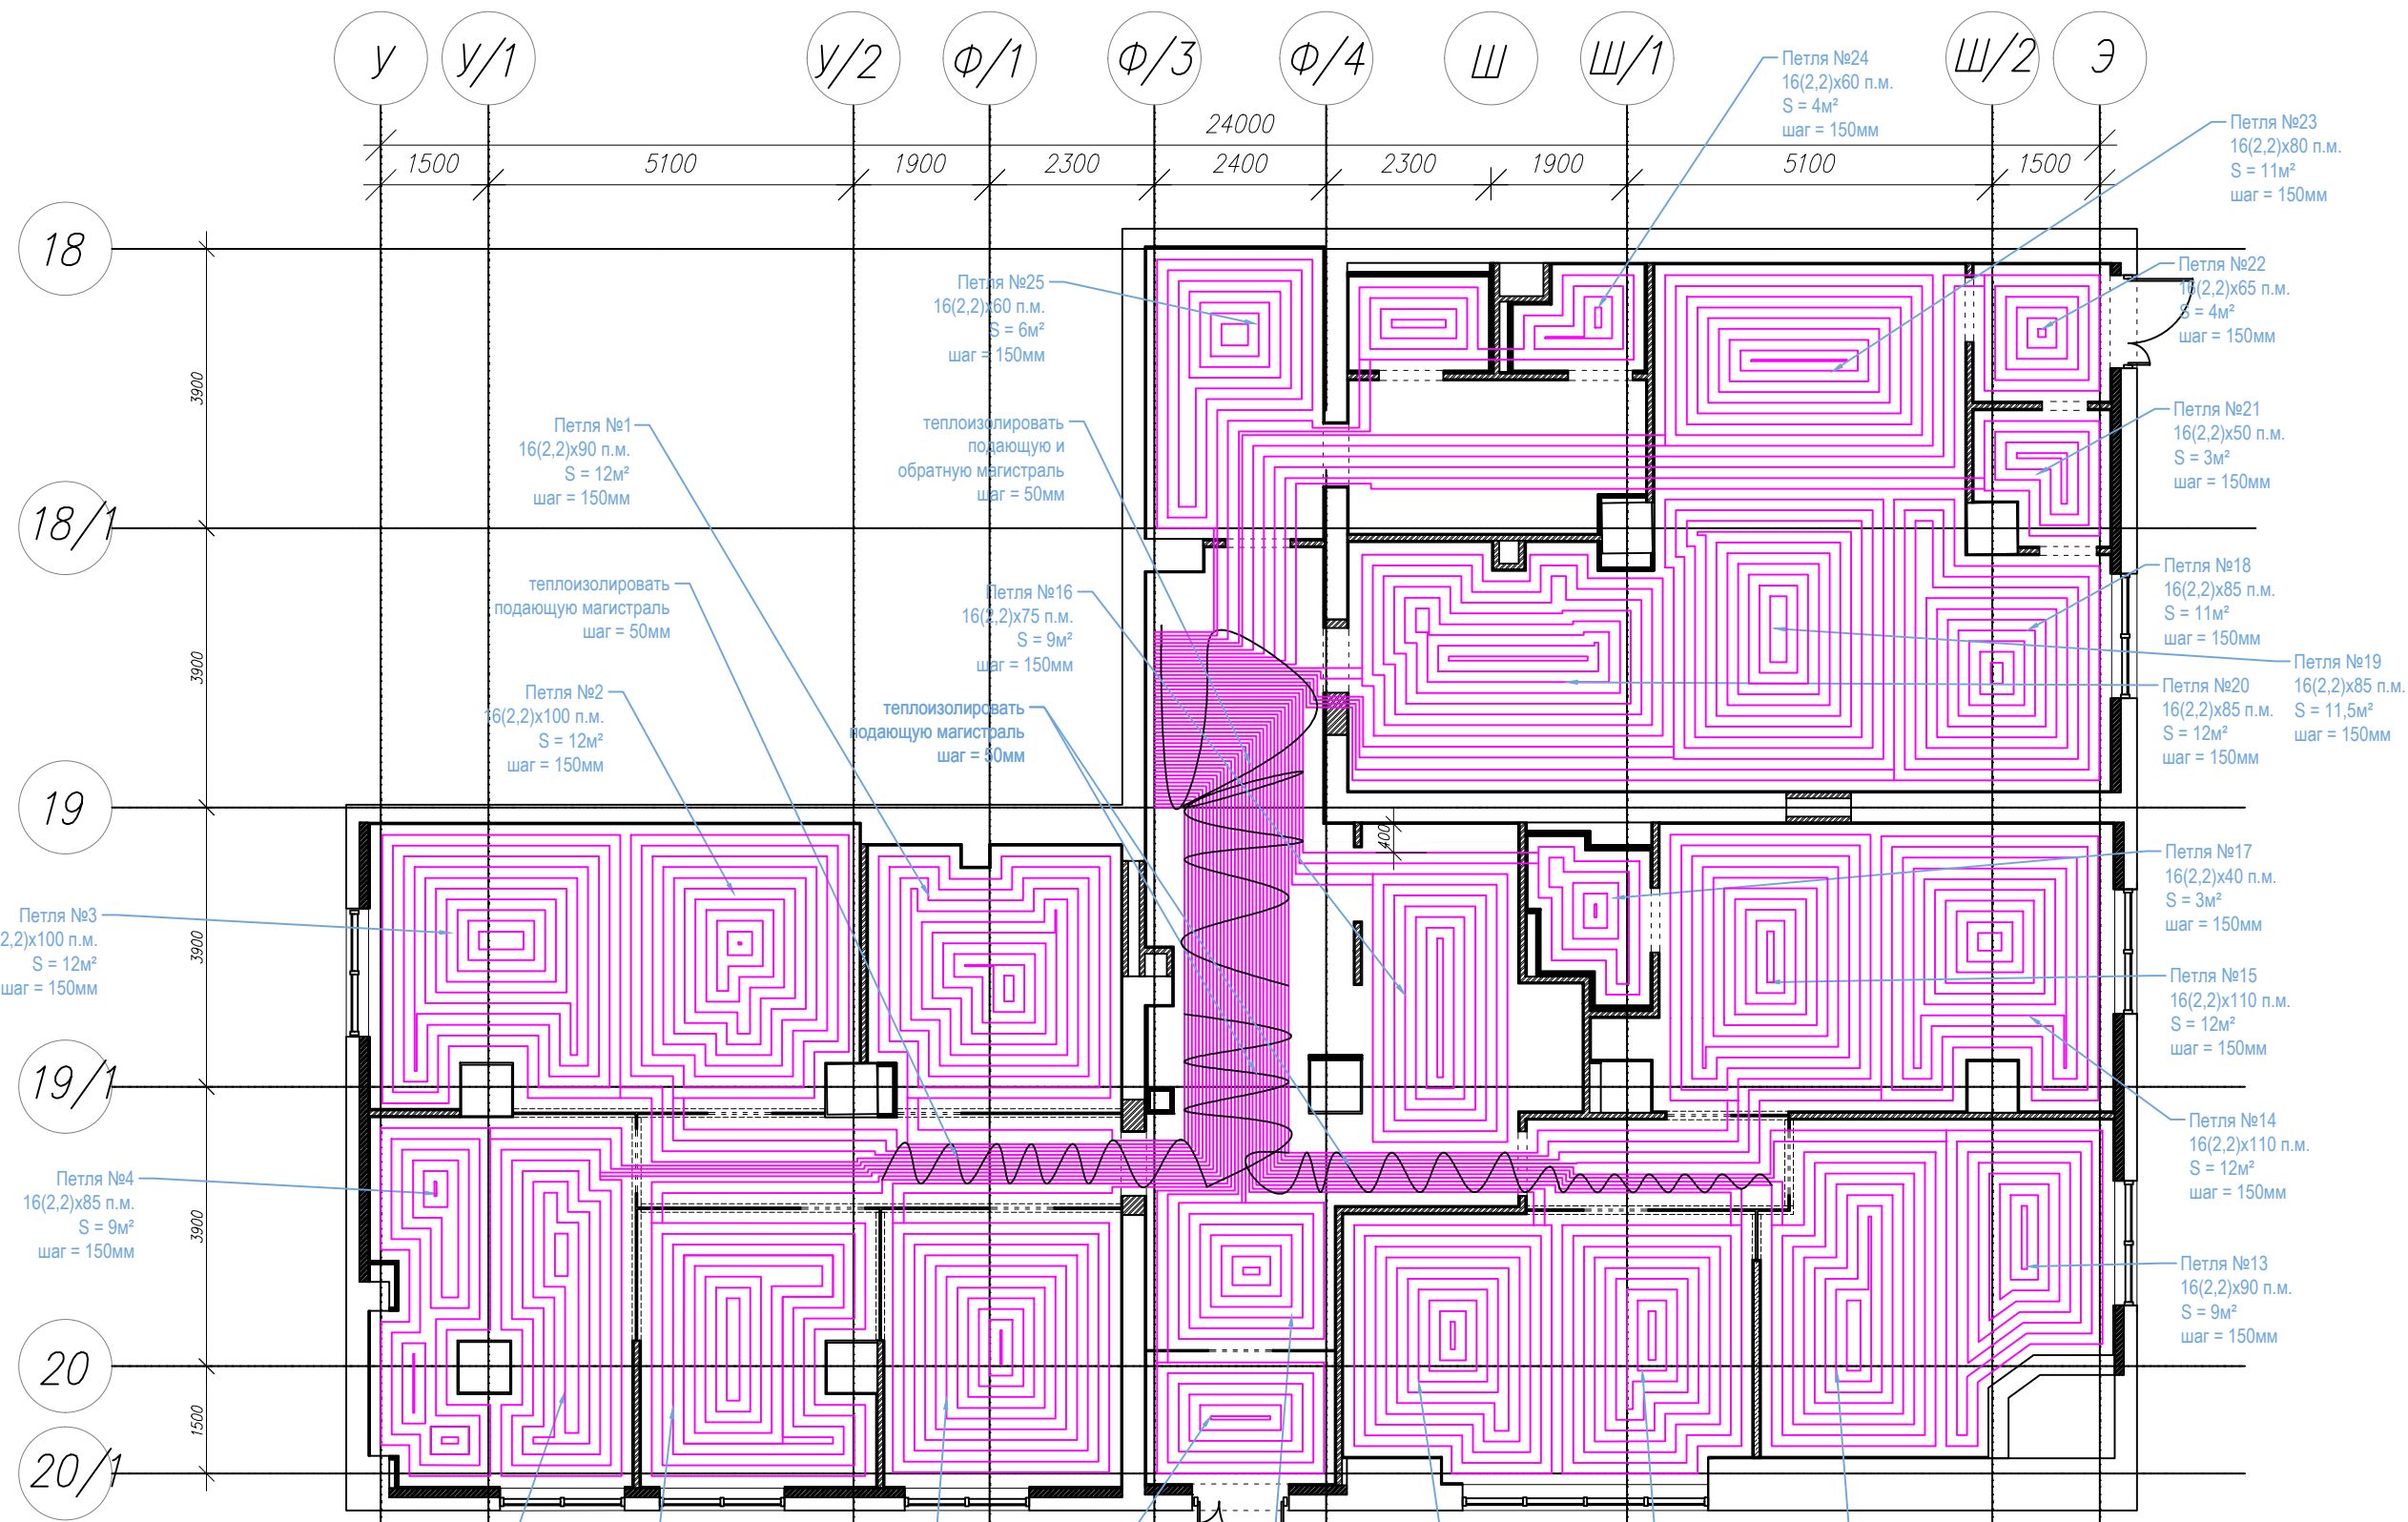 У
У/1
У/2
Ф/1
Ф/3
Ф/4
Ш
Ш/1
Ш/2
Э
24000
1500
5100
1900
2300
2400
2300
1900
5100
1500
18
18/1
19
19/1
20
20/1
3900
3900
3900
3900
1500
400
Петля №24
16(2,2)х60 п.м.
S = 4м²
шаг = 150мм
Петля №23
16(2,2)х80 п.м.
S = 11м²
шаг = 150мм
Петля №22
16(2,2)х65 п.м.
S = 4м²
шаг = 150мм
Петля №25
16(2,2)х60 п.м.
S = 6м²
шаг = 150мм
Петля №21
16(2,2)х50 п.м.
S = 3м²
шаг = 150мм
Петля №1
16(2,2)х90 п.м.
S = 12м²
шаг = 150мм
теплоизолировать
подающую и
обратную магистраль
шаг = 50мм
теплоизолировать
подающую магистраль
шаг = 50мм
Петля №16
16(2,2)х75 п.м.
S = 9м²
шаг = 150мм
Петля №18
16(2,2)х85 п.м.
S = 11м²
шаг = 150мм
Петля №19
16(2,2)х85 п.м.
S = 11,5м²
шаг = 150мм
Петля №20
16(2,2)х85 п.м.
S = 12м²
шаг = 150мм
Петля №2
16(2,2)х100 п.м.
S = 12м²
шаг = 150мм
теплоизолировать
подающую магистраль
шаг = 50мм
Петля №17
16(2,2)х40 п.м.
S = 3м²
шаг = 150мм
Петля №3
2,2)х100 п.м.
S = 12м²
шаг = 150мм
Петля №15
16(2,2)х110 п.м.
S = 12м²
шаг = 150мм
Петля №14
16(2,2)х110 п.м.
S = 12м²
шаг = 150мм
Петля №4
16(2,2)х85 п.м.
S = 9м²
шаг = 150мм
Петля №13
16(2,2)х90 п.м.
S = 9м²
шаг = 150мм